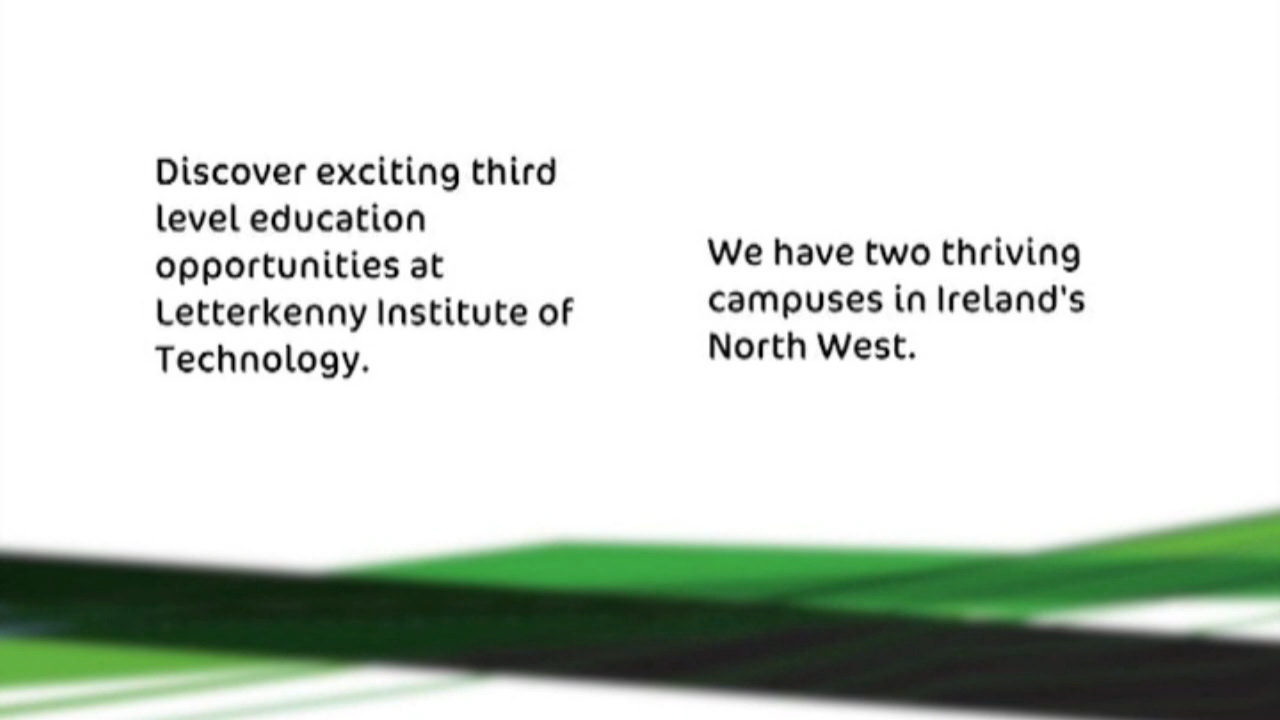 Discover exciting third
level education
opportunities at
Letterkenny Institute of
Technology.
We have two thriving
campuses in Ireland's
North West.